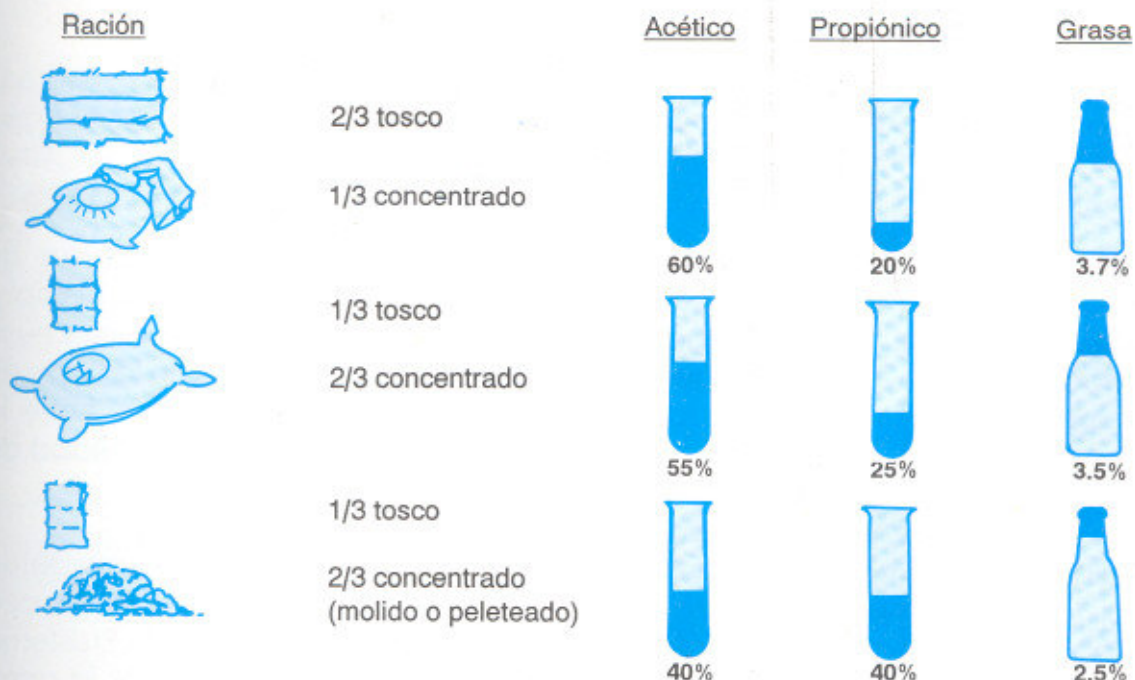 Ración Acético Propiónico Grasa
2/3 tosco
1/3 concentrado
60% 20% 3.7%
1/3 tosco
2/3 concentrado
55% 25% 3.5%
1/3 tosco
2/3 concentrado
(molido o peleteado)
40% 40% 2.5%